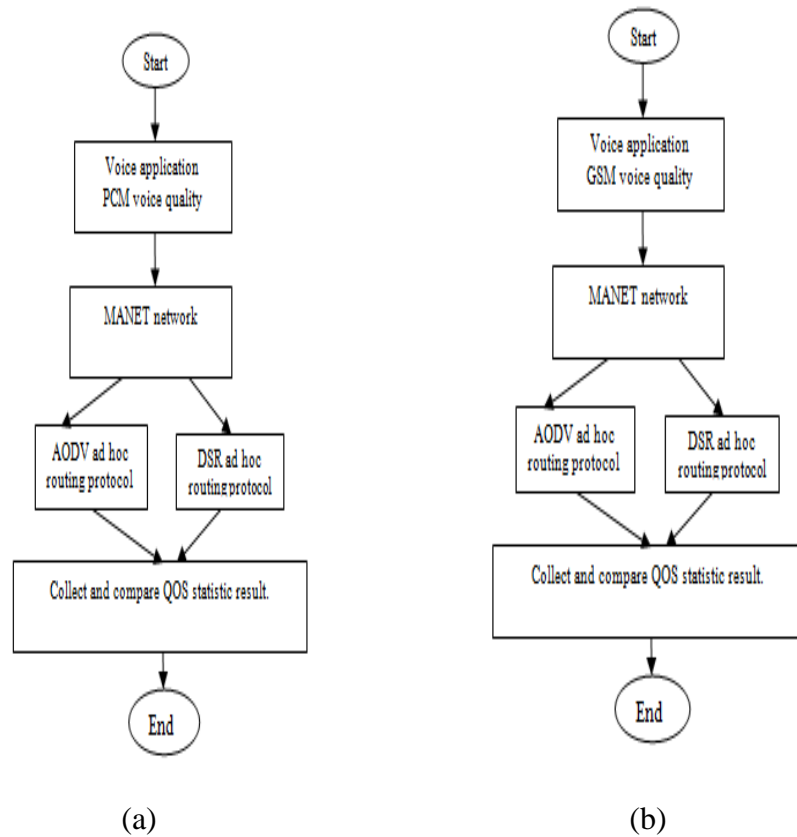 Start
Voice application
PCM voice quality
MANET network
AODV ad hoc
routing protocol
DSR ad hoc
routing protocol
Collect and compare QOS statistic result.
End
(a)
Start
Voice application
GSM voice quality
MANET network
AODV ad hoc
routing protocol
DSR ad hoc
routing protocol
Collect and compare QOS statistic result.
End
(b)